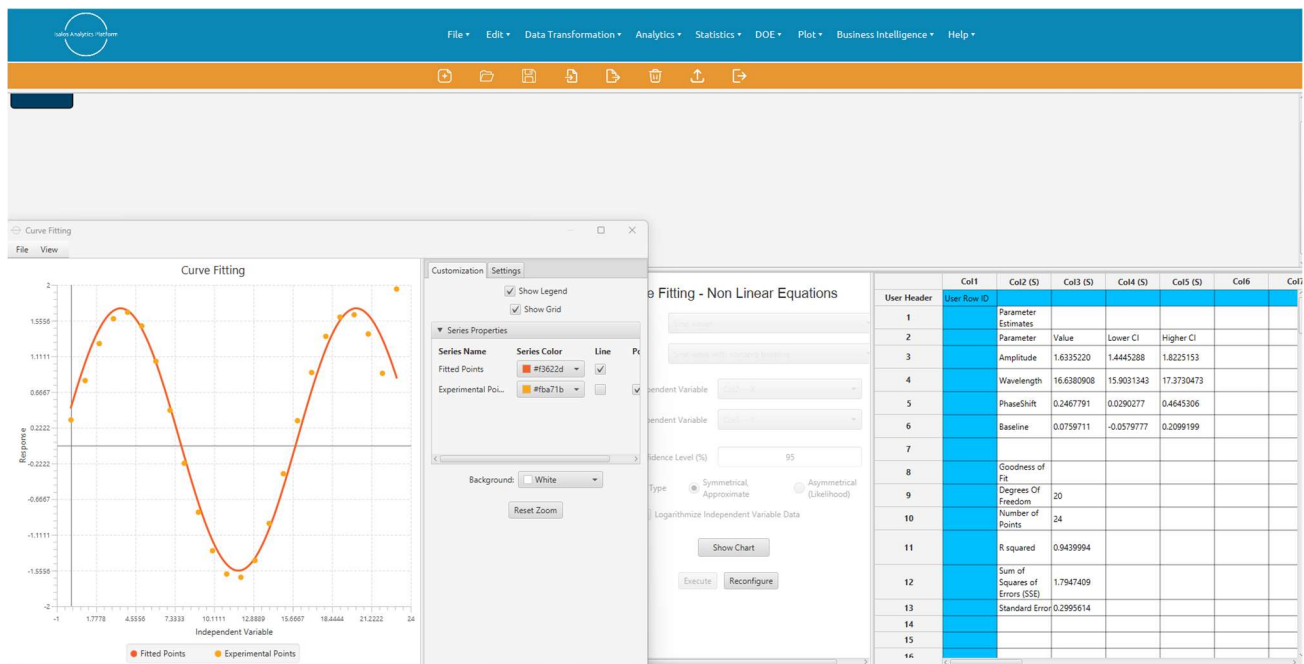 Isalos Analytics Platform
File Edit Data Transformation Analytics Statistics DOE Plot Business Intelligence Help
Curve Fitting
File View
Curve Fitting
2
1.5556
1.1111
0.6667
0.2222
-0.2222
-0.6667
-1.1111
-1.5556
-2
Response
-1 1.7778 4.5556 7.3333 10.1111 12.8889 15.6667 18.4444 21.2222 24
Independent Variable
Fitted Points Experimental Points
Customization Settings
Show Legend
Show Grid
Series Properties
Series Name Series Color Line Po
Fitted Points #f3622d
Experimental Poi... #fba71b
Background: White
Reset Zoom
e Fitting - Non Linear Equations
pendent Variable
pendent Variable
fidence Level (%) 95
Type Symmetrical, Approximate Asymmetrical (Likelihood)
Logarithmize Independent Variable Data
Show Chart
Execute Reconfigure
Col1 Col2 (S) Col3 (S) Col4 (S) Col5 (S) Col6 Col7
User Header User Row ID
1 Parameter Estimates
2 Parameter Value Lower CI Higher CI
3 Amplitude 1.6335220 1.4445288 1.8225153
4 Wavelength 16.6380908 15.9031343 17.3730473
5 PhaseShift 0.2467791 0.0290277 0.4645306
6 Baseline 0.0759711 -0.0579777 0.2099199
7
8 Goodness of Fit
9 Degrees Of Freedom 20
10 Number of Points 24
11 R squared 0.9439994
12 Sum of Squares of Errors (SSE) 1.7947409
13 Standard Error 0.2995614
14
15
16